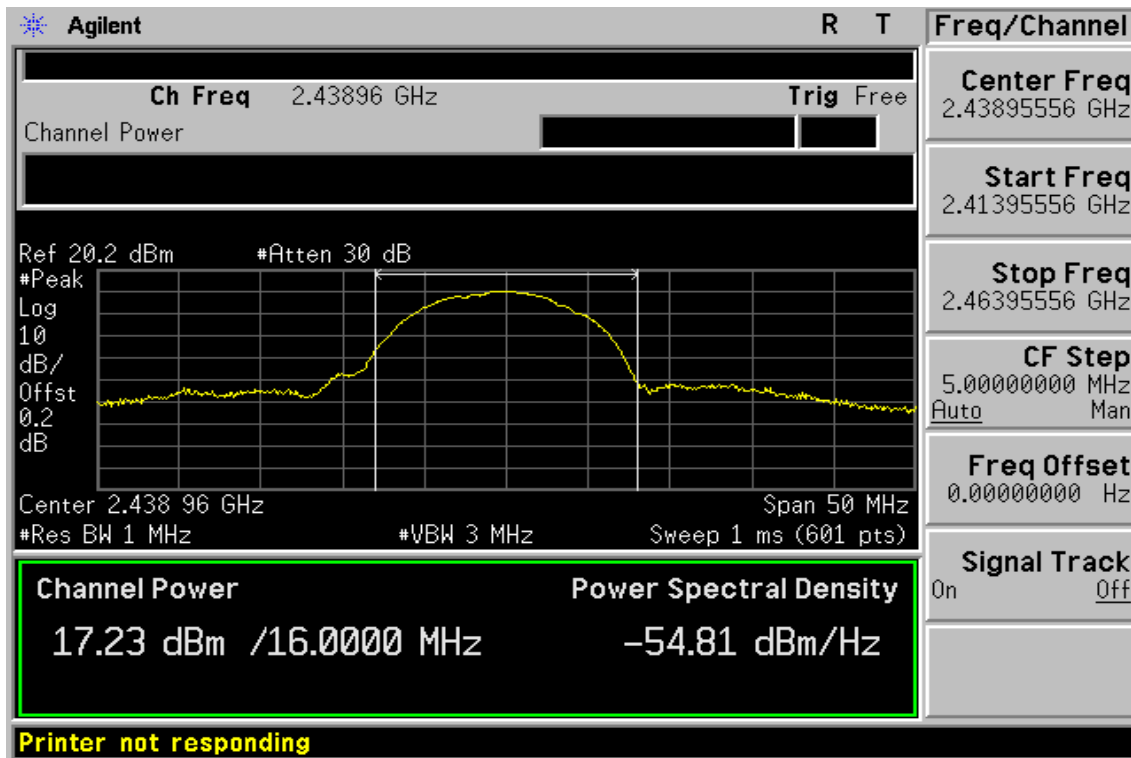 Agilent R T Freq/Channel
Ch Freq 2.43896 GHz Trig Free
Channel Power
Center Freq
2.43895556 GHz
Start Freq
2.41395556 GHz
Ref 20.2 dBm #Atten 30 dB
#Peak
Log
10
dB/
Offst
0.2
dB
Stop Freq
2.46395556 GHz
CF Step
5.00000000 MHz
Auto Man
Freq Offset
0.00000000 Hz
Center 2.438 96 GHz Span 50 MHz
#Res BW 1 MHz #VBW 3 MHz Sweep 1 ms (601 pts)
Signal Track
On Off
Channel Power Power Spectral Density
17.23 dBm /16.0000 MHz -54.81 dBm/Hz
Printer not responding